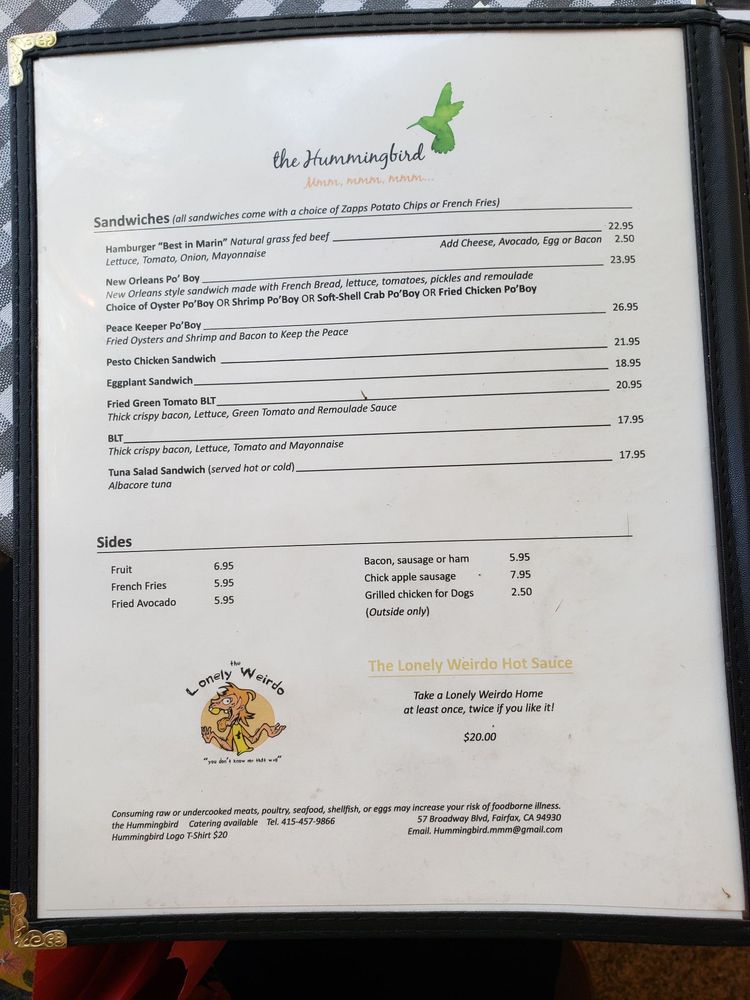 the Hummingbird
Mmm, mmm, mmm...
Sandwiches (all sandwiches come with a choice of Zapps Potato Chips or French Fries)
Hamburger "Best in Marin" Natural grass fed beef 22.95
Lettuce, Tomato, Onion, Mayonnaise Add Cheese, Avocado, Egg or Bacon 2.50
New Orleans Po' Boy 23.95
New Orleans style sandwich made with French Bread, lettuce, tomatoes, pickles and remoulade
Choice of Oyster Po'Boy OR Shrimp Po'Boy OR Soft-Shell Crab Po'Boy OR Fried Chicken Po'Boy
Peace Keeper Po'Boy 26.95
Fried Oysters and Shrimp and Bacon to Keep the Peace
Pesto Chicken Sandwich 21.95
Eggplant Sandwich 18.95
Fried Green Tomato BLT 20.95
Thick crispy bacon, Lettuce, Green Tomato and Remoulade Sauce
BLT 17.95
Thick crispy bacon, Lettuce, Tomato and Mayonnaise
Tuna Salad Sandwich (served hot or cold) 17.95
Albacore tuna
Sides
Fruit 6.95
French Fries 5.95
Fried Avocado 5.95
Bacon, sausage or ham 5.95
Chick apple sausage 7.95
Grilled chicken for Dogs 2.50
(Outside only)
the
Lonely Weirdo
"you don't know me that way"
The Lonely Weirdo Hot Sauce
Take a Lonely Weirdo Home
at least once, twice if you like it!
$20.00
Consuming raw or undercooked meats, poultry, seafood, shellfish, or eggs may increase your risk of foodborne illness.
the Hummingbird Catering available Tel. 415-457-9866 57 Broadway Blvd, Fairfax, CA 94930
Hummingbird Logo T-Shirt $20 Email. Hummingbird.mmm@gmail.com